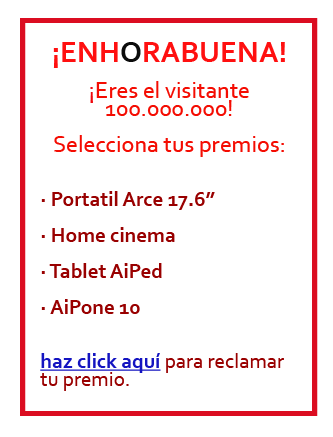 ¡ENHORABUENA!
¡Eres el visitante
100.000.000!
Selecciona tus premios:
· Portatil Arce 17.6”
· Home cinema
· Tablet AiPed
· AiPone 10
haz click aquí para reclamar
tu premio.